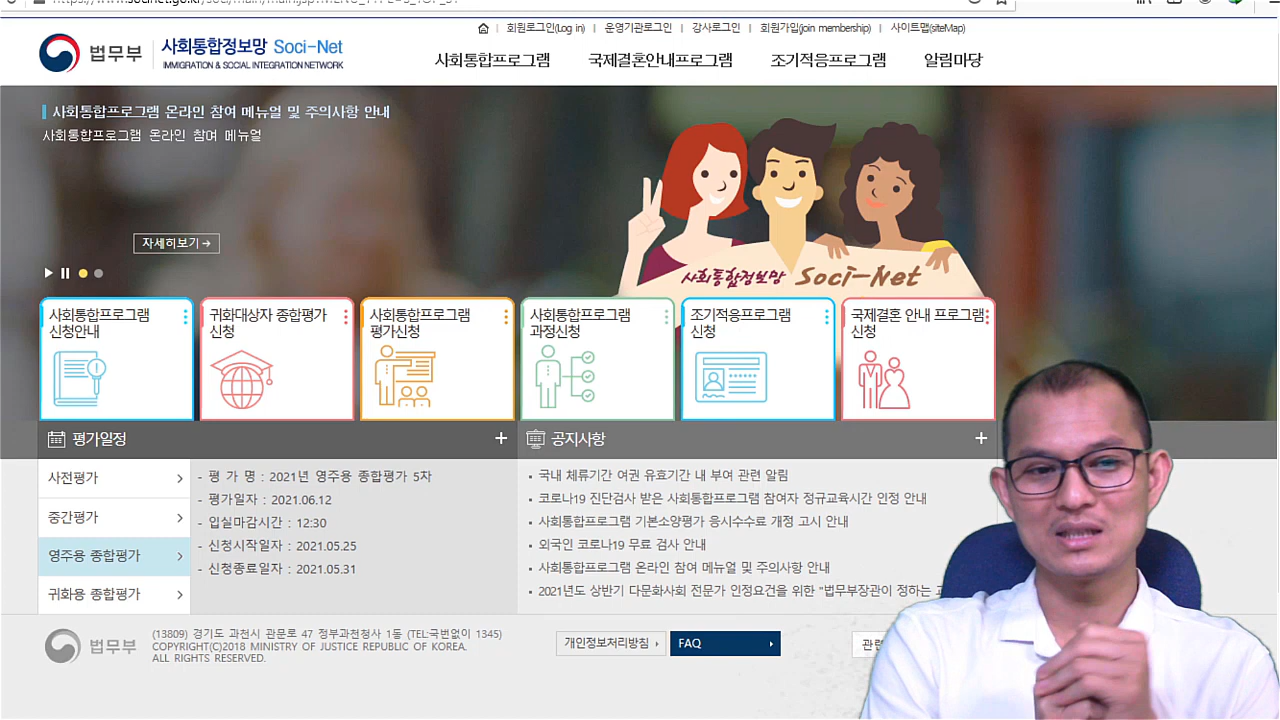 회원로그인(Log in) | 운영기관로그인 | 강사로그인 | 회원가입(join membership) | 사이트맵(siteMap)
법무부
사회통합정보망 Soci-Net
IMMIGRATION & SOCIAL INTEGRATION NETWORK
사회통합프로그램 국제결혼안내프로그램 조기적응프로그램 알림마당
사회통합프로그램 온라인 참여 메뉴얼 및 주의사항 안내
사회통합프로그램 온라인 참여 메뉴얼
자세히보기
사회통합정보망 Soci-Net
사회통합프로그램
신청안내
귀화대상자 종합평가
신청
사회통합프로그램
평가신청
사회통합프로그램
과정신청
조기적응프로그램
신청
국제결혼 안내 프로그램
신청
평가일정
사전평가
중간평가
영주용 종합평가
귀화용 종합평가
- 평 가 명 : 2021년 영주용 종합평가 5차
- 평가일자 : 2021.06.12
- 입실마감시간 : 12:30
- 신청시작일자 : 2021.05.25
- 신청종료일자 : 2021.05.31
공지사항
국내 체류기간 여권 유효기간 내 부여 관련 알림
코로나19 진단검사 받은 사회통합프로그램 참여자 정규교육시간 인정 안내
사회통합프로그램 기본소양평가 응시수수료 개정 고시 안내
외국인 코로나19 무료 검사 안내
사회통합프로그램 온라인 참여 메뉴얼 및 주의사항 안내
2021년도 상반기 다문화사회 전문가 인정요건을 위한 "법무부장관이 정하는
법무부
(13809) 경기도 과천시 관문로 47 정부과천청사 1동 (TEL:국번없이 1345)
COPYRIGHT(C)2018 MINISTRY OF JUSTICE REPUBLIC OF KOREA.
ALL RIGHTS RESERVED.
개인정보처리방침
FAQ
관련